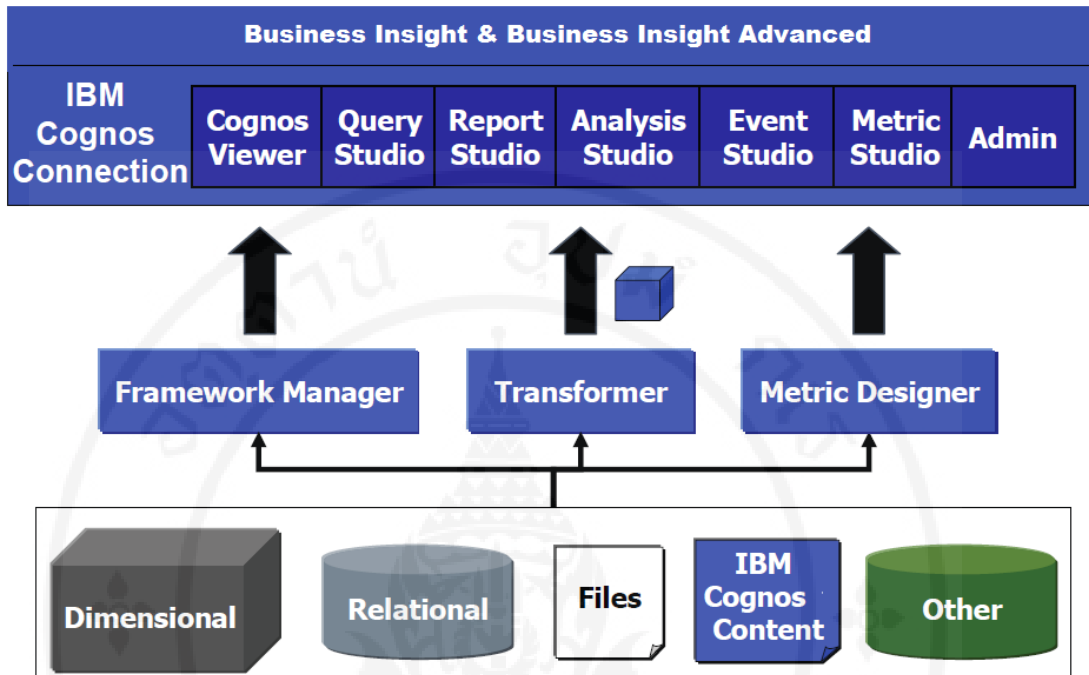 Business Insight & Business Insight Advanced
IBM
Cognos
Connection
Cognos
Viewer
Query
Studio
Report
Studio
Analysis
Studio
Event
Studio
Metric
Studio
Admin
Framework Manager
Transformer
Metric Designer
Dimensional
Relational
Files
IBM
Cognos
Content
Other